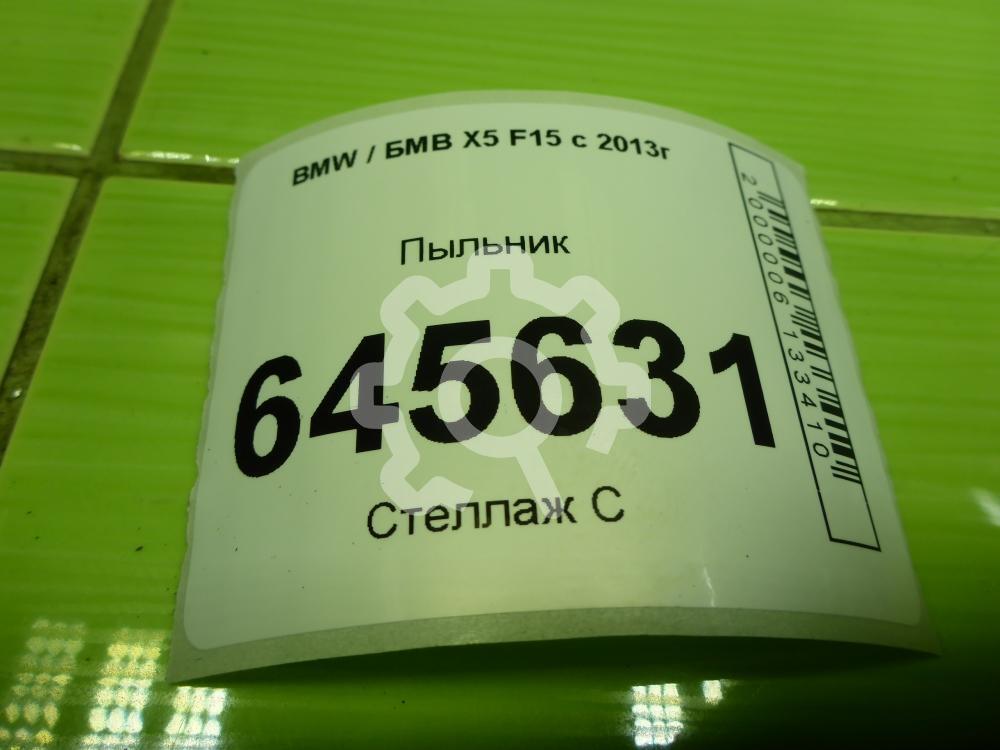 BMW / БМВ X5 F15 с 2013г
Пыльник
645631
Стеллаж С
2000006133410